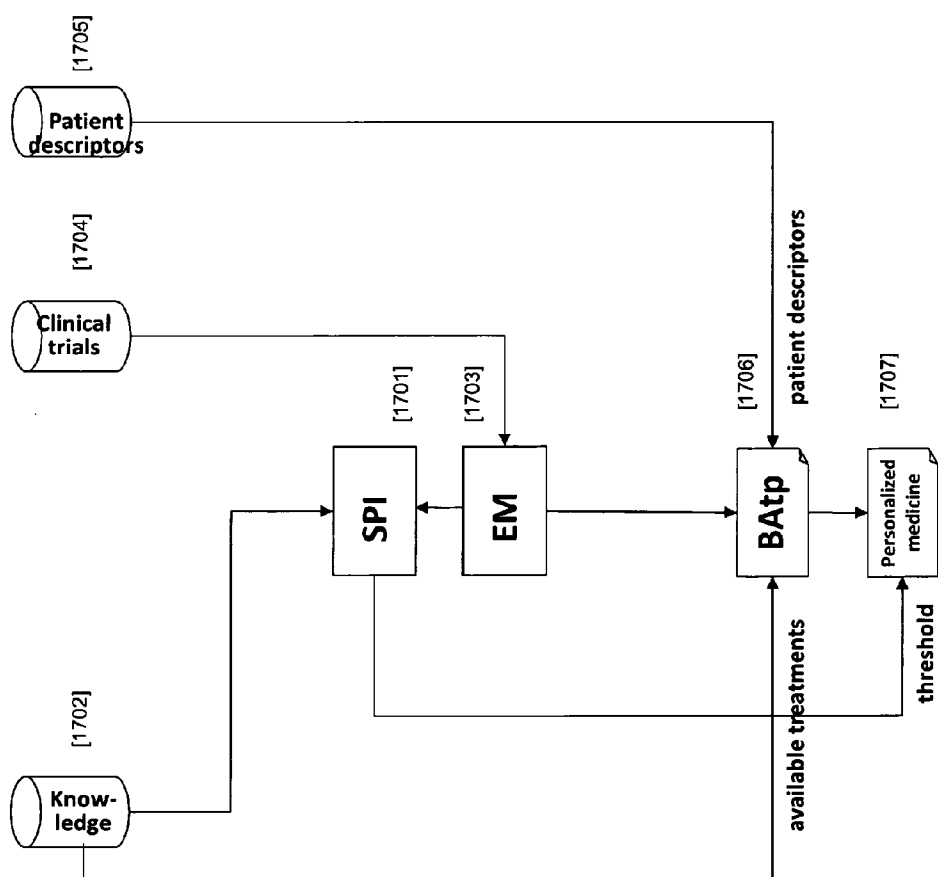 [1705]
Patient
descriptors
[1704]
Clinical
trials
[1702]
Know-
ledge
[1701]
SPI
[1703]
EM
[1706]
BAtp
patient descriptors
available treatments
[1707]
Personalized
medicine
threshold